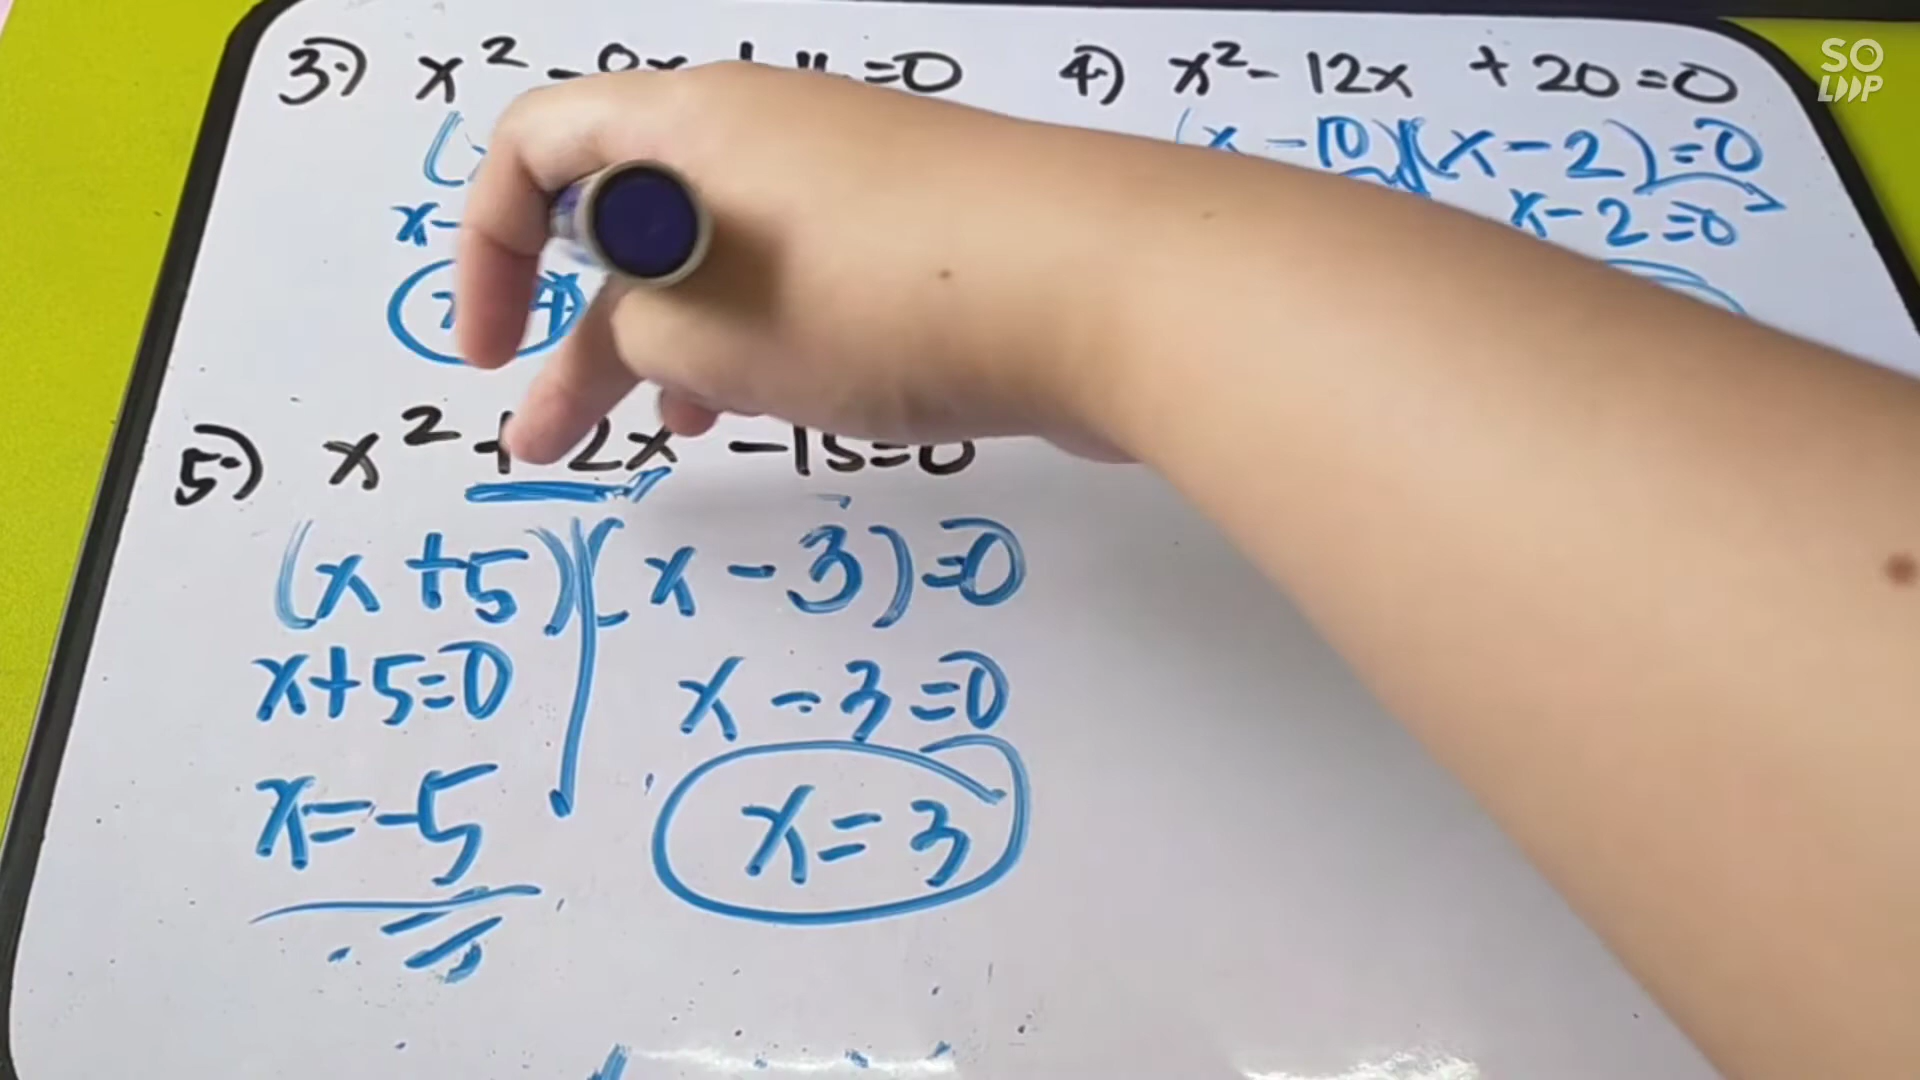 3.) x² - =0
4.) x² - 12x + 20 = 0
(x - 10)(x - 2) = 0
x -
x - 2 = 0
5.) x² + 2x - 15 = 0
(x + 5)(x - 3) = 0
x + 5 = 0
x - 3 = 0
x = -5
x = 3
SO
LOOP